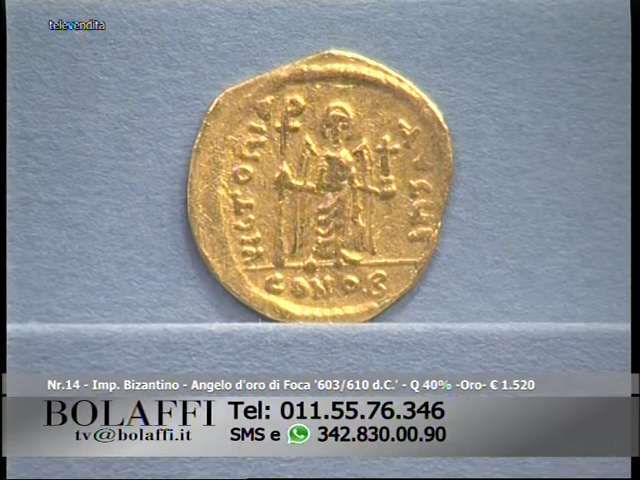 televendita
VICTORIA
AVGG
CONOB
Nr.14 - Imp. Bizantino - Angelo d'oro di Foca '603/610 d.C.' - Q 40% -Oro- € 1.520
BOLAFFI
tv@bolaffi.it
Tel: 011.55.76.346
SMS e 342.830.00.90